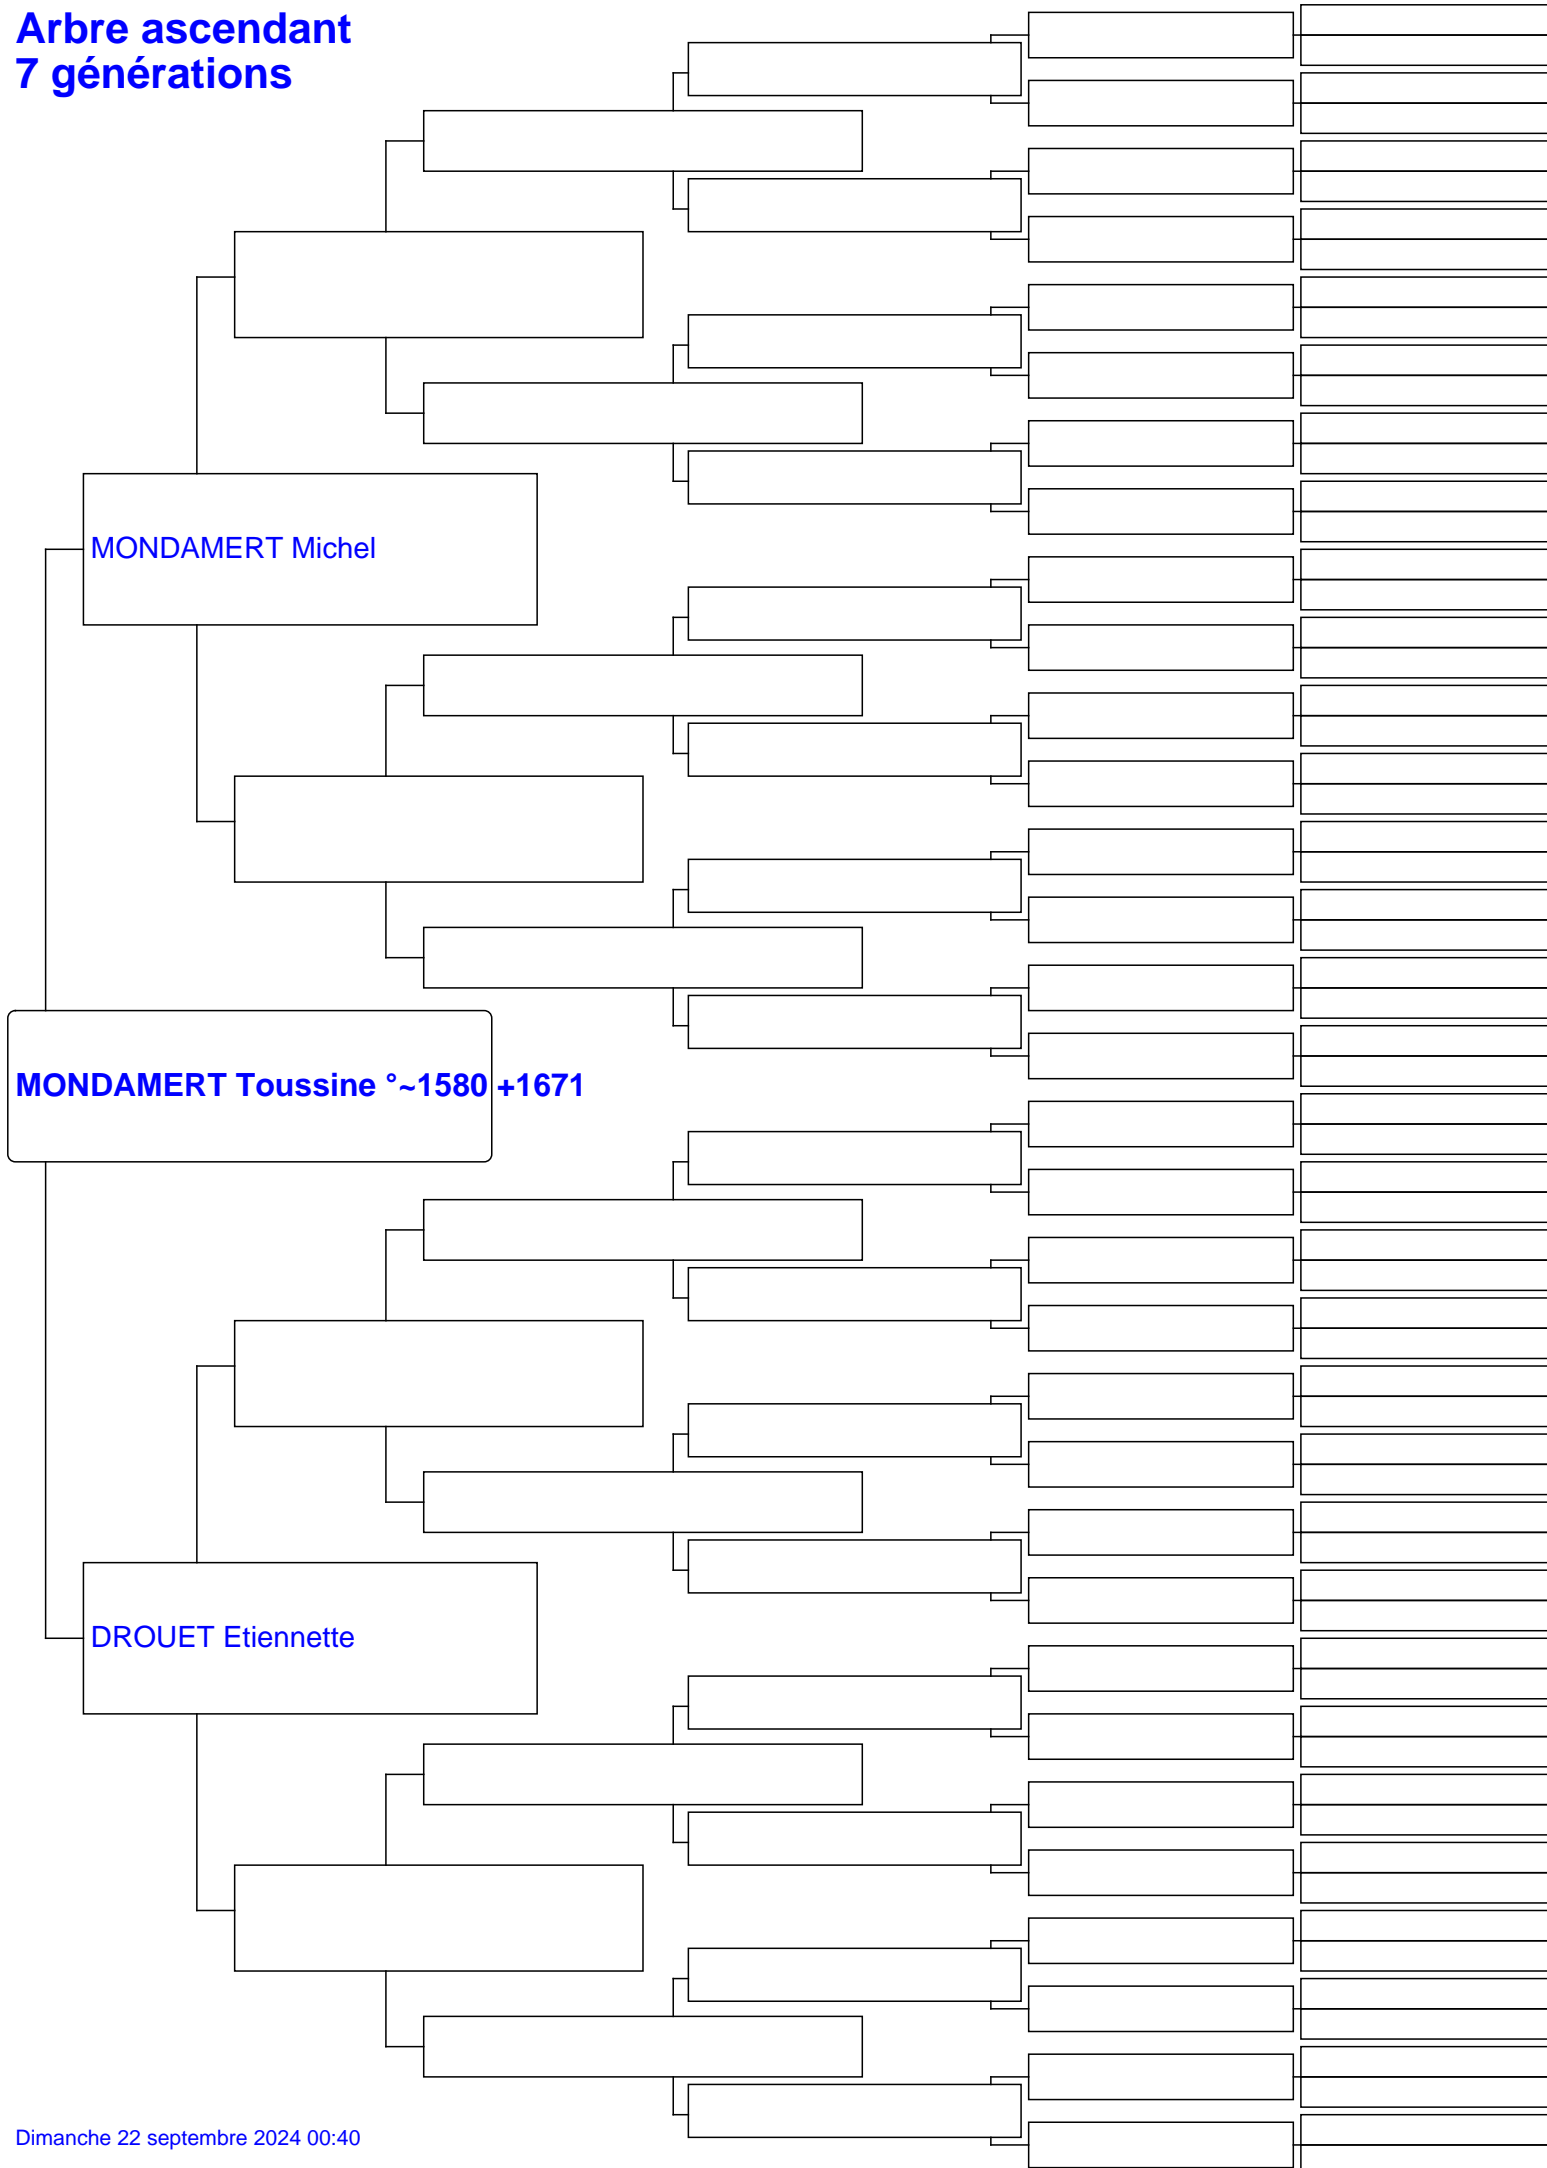 Arbre ascendant
7 générations
MONDAMERT Michel
MONDAMERT Toussine °~1580 +1671
DROUET Etiennette
Dimanche 22 septembre 2024 00:40